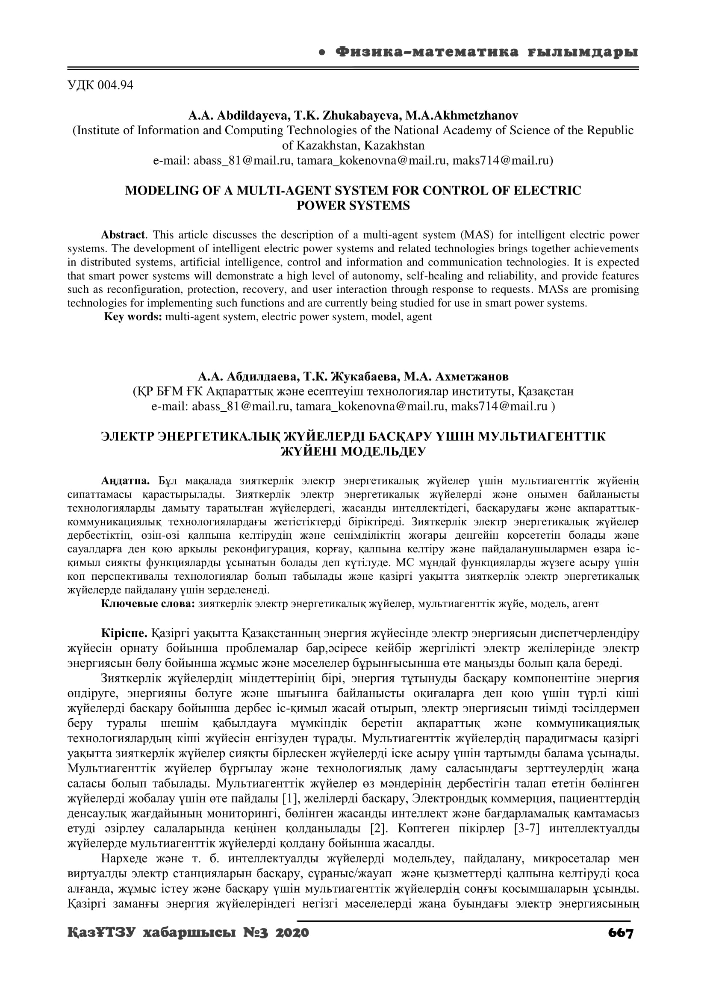 • Физика–математика ғылымдары
УДК 004.94
A.A. Abdildayeva, T.K. Zhukabayeva, M.A.Akhmetzhanov
(Institute of Information and Computing Technologies of the National Academy of Science of the Republic
of Kazakhstan, Kazakhstan
e-mail: abass_81@mail.ru, tamara_kokenovna@mail.ru, maks714@mail.ru)
MODELING OF A MULTI-AGENT SYSTEM FOR CONTROL OF ELECTRIC
POWER SYSTEMS
Abstract. This article discusses the description of a multi-agent system (MAS) for intelligent electric power
systems. The development of intelligent electric power systems and related technologies brings together achievements
in distributed systems, artificial intelligence, control and information and communication technologies. It is expected
that smart power systems will demonstrate a high level of autonomy, self-healing and reliability, and provide features
such as reconfiguration, protection, recovery, and user interaction through response to requests. MASs are promising
technologies for implementing such functions and are currently being studied for use in smart power systems.
Key words: multi-agent system, electric power system, model, agent
А.А. Абдилдаева, Т.К. Жукабаева, М.А. Ахметжанов
(ҚР БҒМ ҒК Ақпараттық және есептеуіш технологиялар институты, Қазақстан
e-mail: abass_81@mail.ru, tamara_kokenovna@mail.ru, maks714@mail.ru )
ЭЛЕКТР ЭНЕРГЕТИКАЛЫҚ ЖҮЙЕЛЕРДІ БАСҚАРУ ҮШІН МУЛЬТИАГЕНТТІК
ЖҮЙЕНІ МОДЕЛЬДЕУ
Аңдатпа. Бұл мақалада зияткерлік электр энергетикалық жүйелер үшін мультиагенттік жүйенің
сипаттамасы қарастырылады. Зияткерлік электр энергетикалық жүйелерді және онымен байланысты
технологияларды дамыту таратылған жүйелердегі, жасанды интеллектідегі, басқарудағы және ақпараттық-
коммуникациялық технологиялардағы жетістіктерді біріктіреді. Зияткерлік электр энергетикалық жүйелер
дербестіктің, өзін-өзі қалпына келтірудің және сенімділіктің жоғары деңгейін көрсететін болады және
сауалдарға ден қою арқылы реконфигурация, қорғау, қалпына келтіру және пайдаланушылармен өзара іс-
қимыл сияқты функцияларды ұсынатын болады деп күтілуде. МС мұндай функцияларды жүзеге асыру үшін
көп перспективалы технологиялар болып табылады және қазіргі уақытта зияткерлік электр энергетикалық
жүйелерде пайдалану үшін зерделенеді.
Ключевые слова: зияткерлік электр энергетикалық жүйелер, мультиагенттік жүйе, модель, агент
Кіріспе. Қазіргі уақытта Қазақстанның энергия жүйесінде электр энергиясын диспетчерлендіру
жүйесін орнату бойынша проблемалар бар,әсіресе кейбір жергілікті электр желілерінде электр
энергиясын бөлу бойынша жұмыс және мәселелер бұрынғысынша өте маңызды болып қала береді.
Зияткерлік жүйелердің міндеттерінің бірі, энергия тұтынуды басқару компонентіне энергия
өндіруге, энергияны бөлуге және шығынға байланысты оқиғаларға ден қою үшін түрлі кіші
жүйелерді басқару бойынша дербес іс-қимыл жасай отырып, электр энергиясын тиімді тәсілдермен
беру туралы шешім қабылдауға мүмкіндік беретін ақпараттық және коммуникациялық
технологиялардың кіші жүйесін енгізуден тұрады. Мультиагенттік жүйелердің парадигмасы қазіргі
уақытта зияткерлік жүйелер сияқты бірлескен жүйелерді іске асыру үшін тартымды балама ұсынады.
Мультиагенттік жүйелер бұрғылау және технологиялық даму саласындағы зерттеулердің жаңа
саласы болып табылады. Мультиагенттік жүйелер өз мәндерінің дербестігін талап ететін бөлінген
жүйелерді жобалау үшін өте пайдалы [1], желілерді басқару, Электрондық коммерция, пациенттердің
денсаулық жағдайының мониторингі, бөлінген жасанды интеллект және бағдарламалық қамтамасыз
етуді әзірлеу салаларында кеңінен қолданылады [2]. Көптеген пікірлер [3-7] интеллектуалды
жүйелерде мультиагенттік жүйелерді қолдану бойынша жасалды.
Нархеде және т. б. интеллектуалды жүйелерді модельдеу, пайдалану, микросеталар мен
виртуалды электр станцияларын басқару, сұраныс/жауап және қызметтерді қалпына келтіруді қоса
алғанда, жұмыс істеу және басқару үшін мультиагенттік жүйелердің соңғы қосымшаларын ұсынды.
Қазіргі заманғы энергия жүйелеріндегі негізгі мәселелерді жаңа буындағы электр энергиясының
ҚазҰТЗУ хабаршысы №3 2020
667